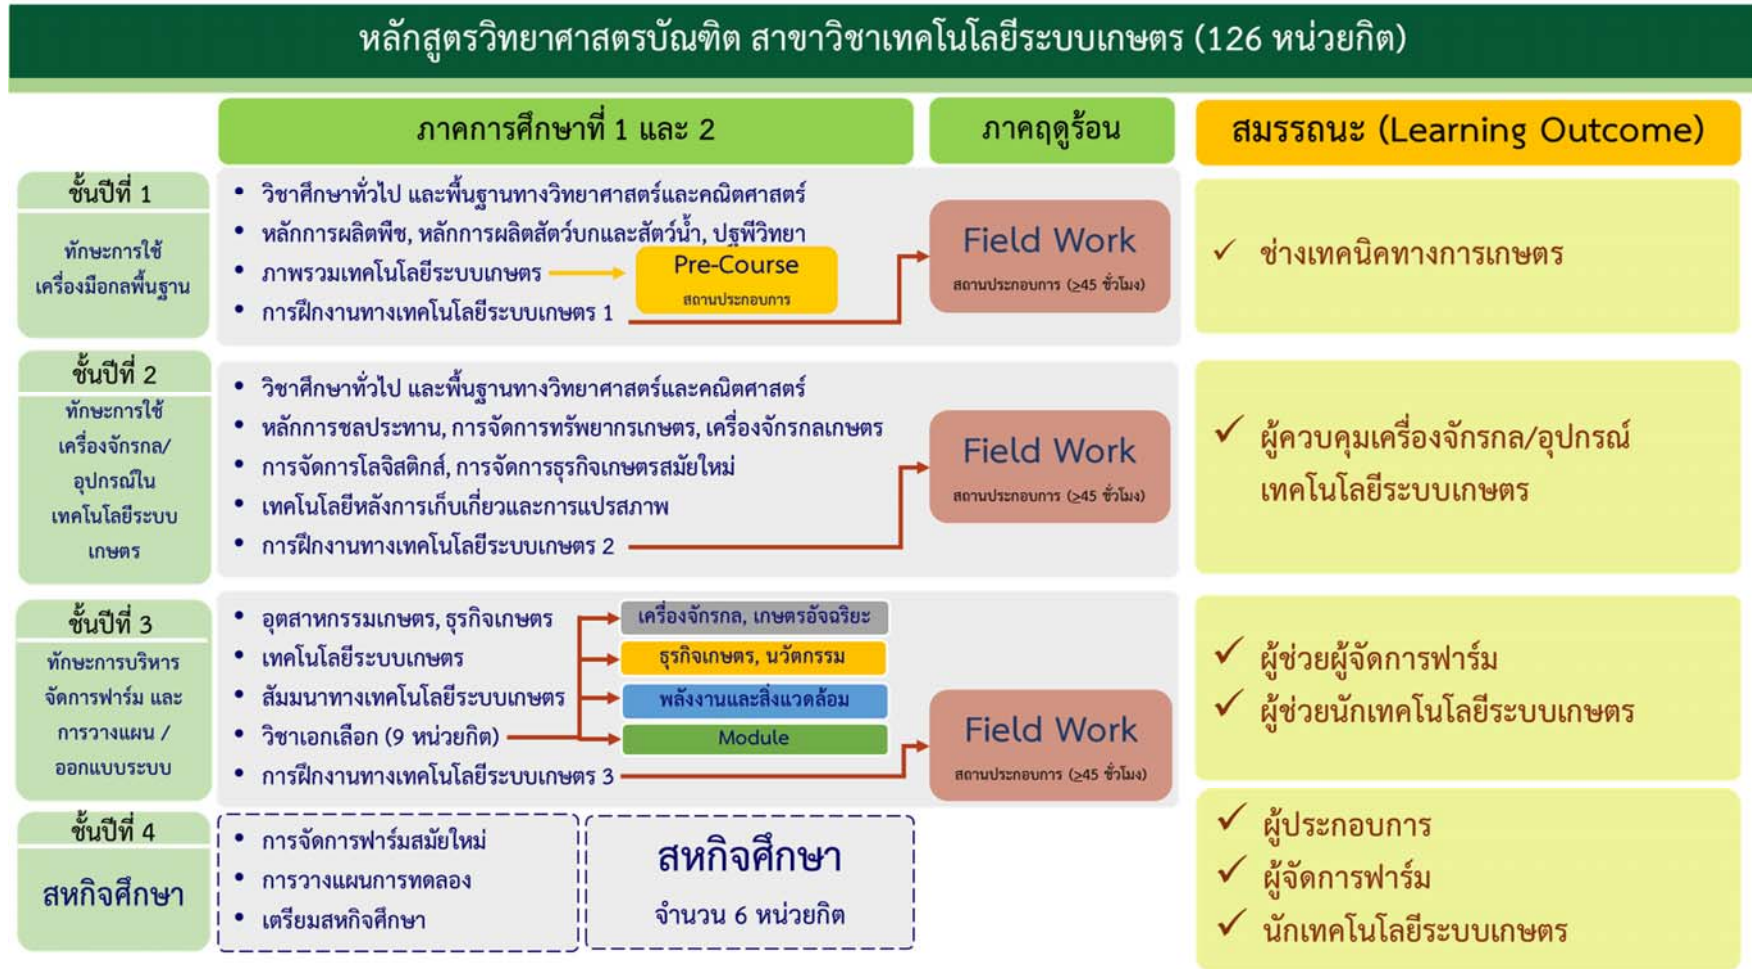 หลักสูตรวิทยาศาสตรบัณฑิต สาขาวิชาเทคโนโลยีระบบเกษตร (126 หน่วยกิต)
ภาคการศึกษาที่ 1 และ 2
ภาคฤดูร้อน
สมรรถนะ (Learning Outcome)
ชั้นปีที่ 1
ทักษะการใช้
เครื่องมือกลพื้นฐาน
• วิชาศึกษาทั่วไป และพื้นฐานทางวิทยาศาสตร์และคณิตศาสตร์
• หลักการผลิตพืช, หลักการผลิตสัตว์บกและสัตว์น้ำ, ปฐพีวิทยา
• ภาพรวมเทคโนโลยีระบบเกษตร
• การฝึกงานทางเทคโนโลยีระบบเกษตร 1
Pre-Course
สถานประกอบการ
Field Work
สถานประกอบการ (≥45 ชั่วโมง)
✓ ช่างเทคนิคทางการเกษตร
ชั้นปีที่ 2
ทักษะการใช้
เครื่องจักรกล/
อุปกรณ์ใน
เทคโนโลยีระบบ
เกษตร
• วิชาศึกษาทั่วไป และพื้นฐานทางวิทยาศาสตร์และคณิตศาสตร์
• หลักการชลประทาน, การจัดการทรัพยากรเกษตร, เครื่องจักรกลเกษตร
• การจัดการโลจิสติกส์, การจัดการธุรกิจเกษตรสมัยใหม่
• เทคโนโลยีหลังการเก็บเกี่ยวและการแปรสภาพ
• การฝึกงานทางเทคโนโลยีระบบเกษตร 2
Field Work
สถานประกอบการ (≥45 ชั่วโมง)
✓ ผู้ควบคุมเครื่องจักรกล/อุปกรณ์
เทคโนโลยีระบบเกษตร
ชั้นปีที่ 3
ทักษะการบริหาร
จัดการฟาร์ม และ
การวางแผน /
ออกแบบระบบ
• อุตสาหกรรมเกษตร, ธุรกิจเกษตร
• เทคโนโลยีระบบเกษตร
• สัมมนาทางเทคโนโลยีระบบเกษตร
• วิชาเอกเลือก (9 หน่วยกิต)
• การฝึกงานทางเทคโนโลยีระบบเกษตร 3
เครื่องจักรกล, เกษตรอัจฉริยะ
ธุรกิจเกษตร, นวัตกรรม
พลังงานและสิ่งแวดล้อม
Module
Field Work
สถานประกอบการ (≥45 ชั่วโมง)
✓ ผู้ช่วยผู้จัดการฟาร์ม
✓ ผู้ช่วยนักเทคโนโลยีระบบเกษตร
ชั้นปีที่ 4
สหกิจศึกษา
• การจัดการฟาร์มสมัยใหม่
• การวางแผนการทดลอง
• เตรียมสหกิจศึกษา
สหกิจศึกษา
จำนวน 6 หน่วยกิต
✓ ผู้ประกอบการ
✓ ผู้จัดการฟาร์ม
✓ นักเทคโนโลยีระบบเกษตร